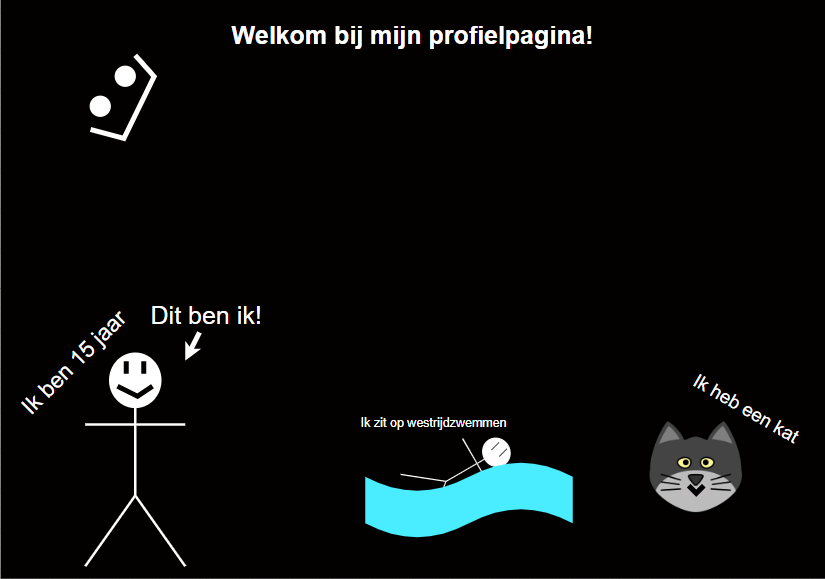 Welkom bij mijn profielpagina!
Dit ben ik!
Ik ben 15 jaar
Ik zit op westrijdzwemmen
Ik heb een kat